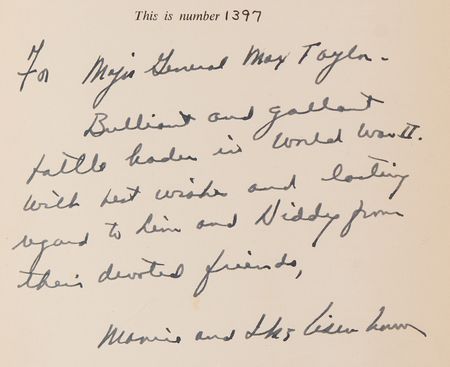 This is number 1397
For Major General Max Taylor -
Brilliant and gallant
battle leader in World War II.
With best wishes and lasting
regard to him and Diddy from
their devoted friends,
Mamie and Ike Eisenhower